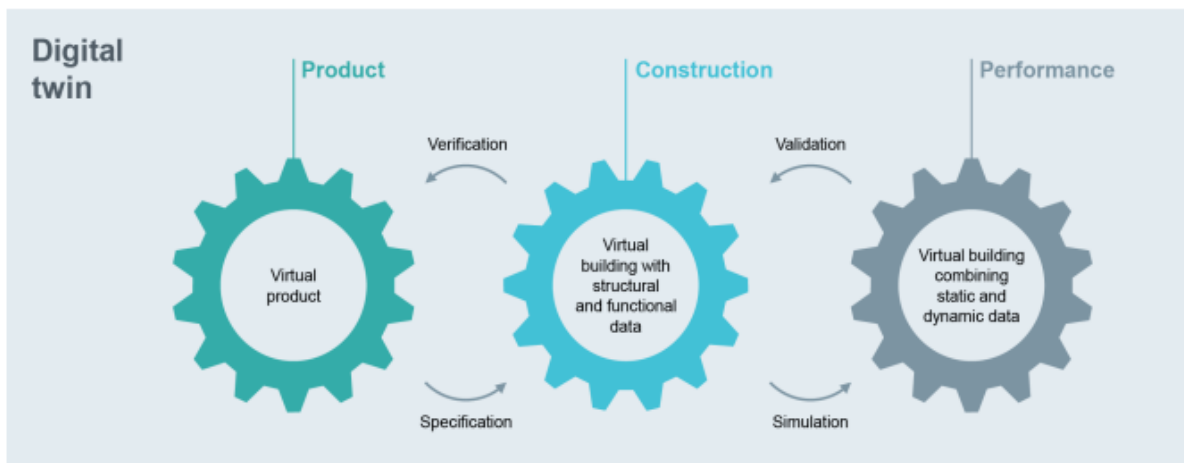 Digital
twin
Product
Construction
Performance
Verification
Validation
Virtual
product
Virtual
building with
structural
and functional
data
Virtual building
combining
static and
dynamic data
Specification
Simulation